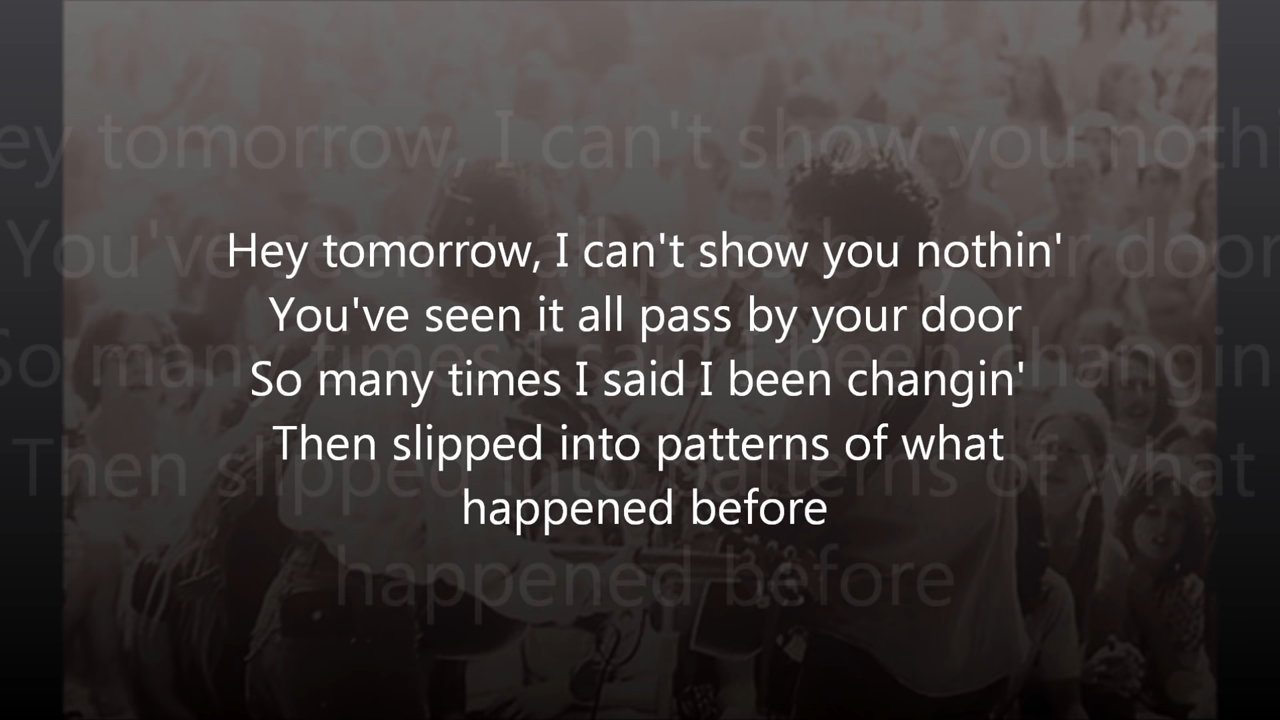 Hey tomorrow, I can't show you nothin'
You've seen it all pass by your door
So many times I said I been changin'
Then slipped into patterns of what
happened before